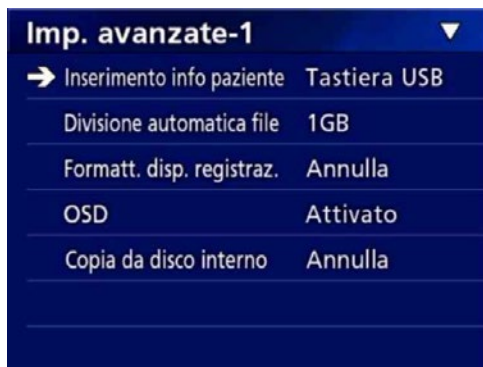 Imp. avanzate-1
Inserimento info paziente Tastiera USB
Divisione automatica file 1GB
Formatt. disp. registraz. Annulla
OSD Attivato
Copia da disco interno Annulla